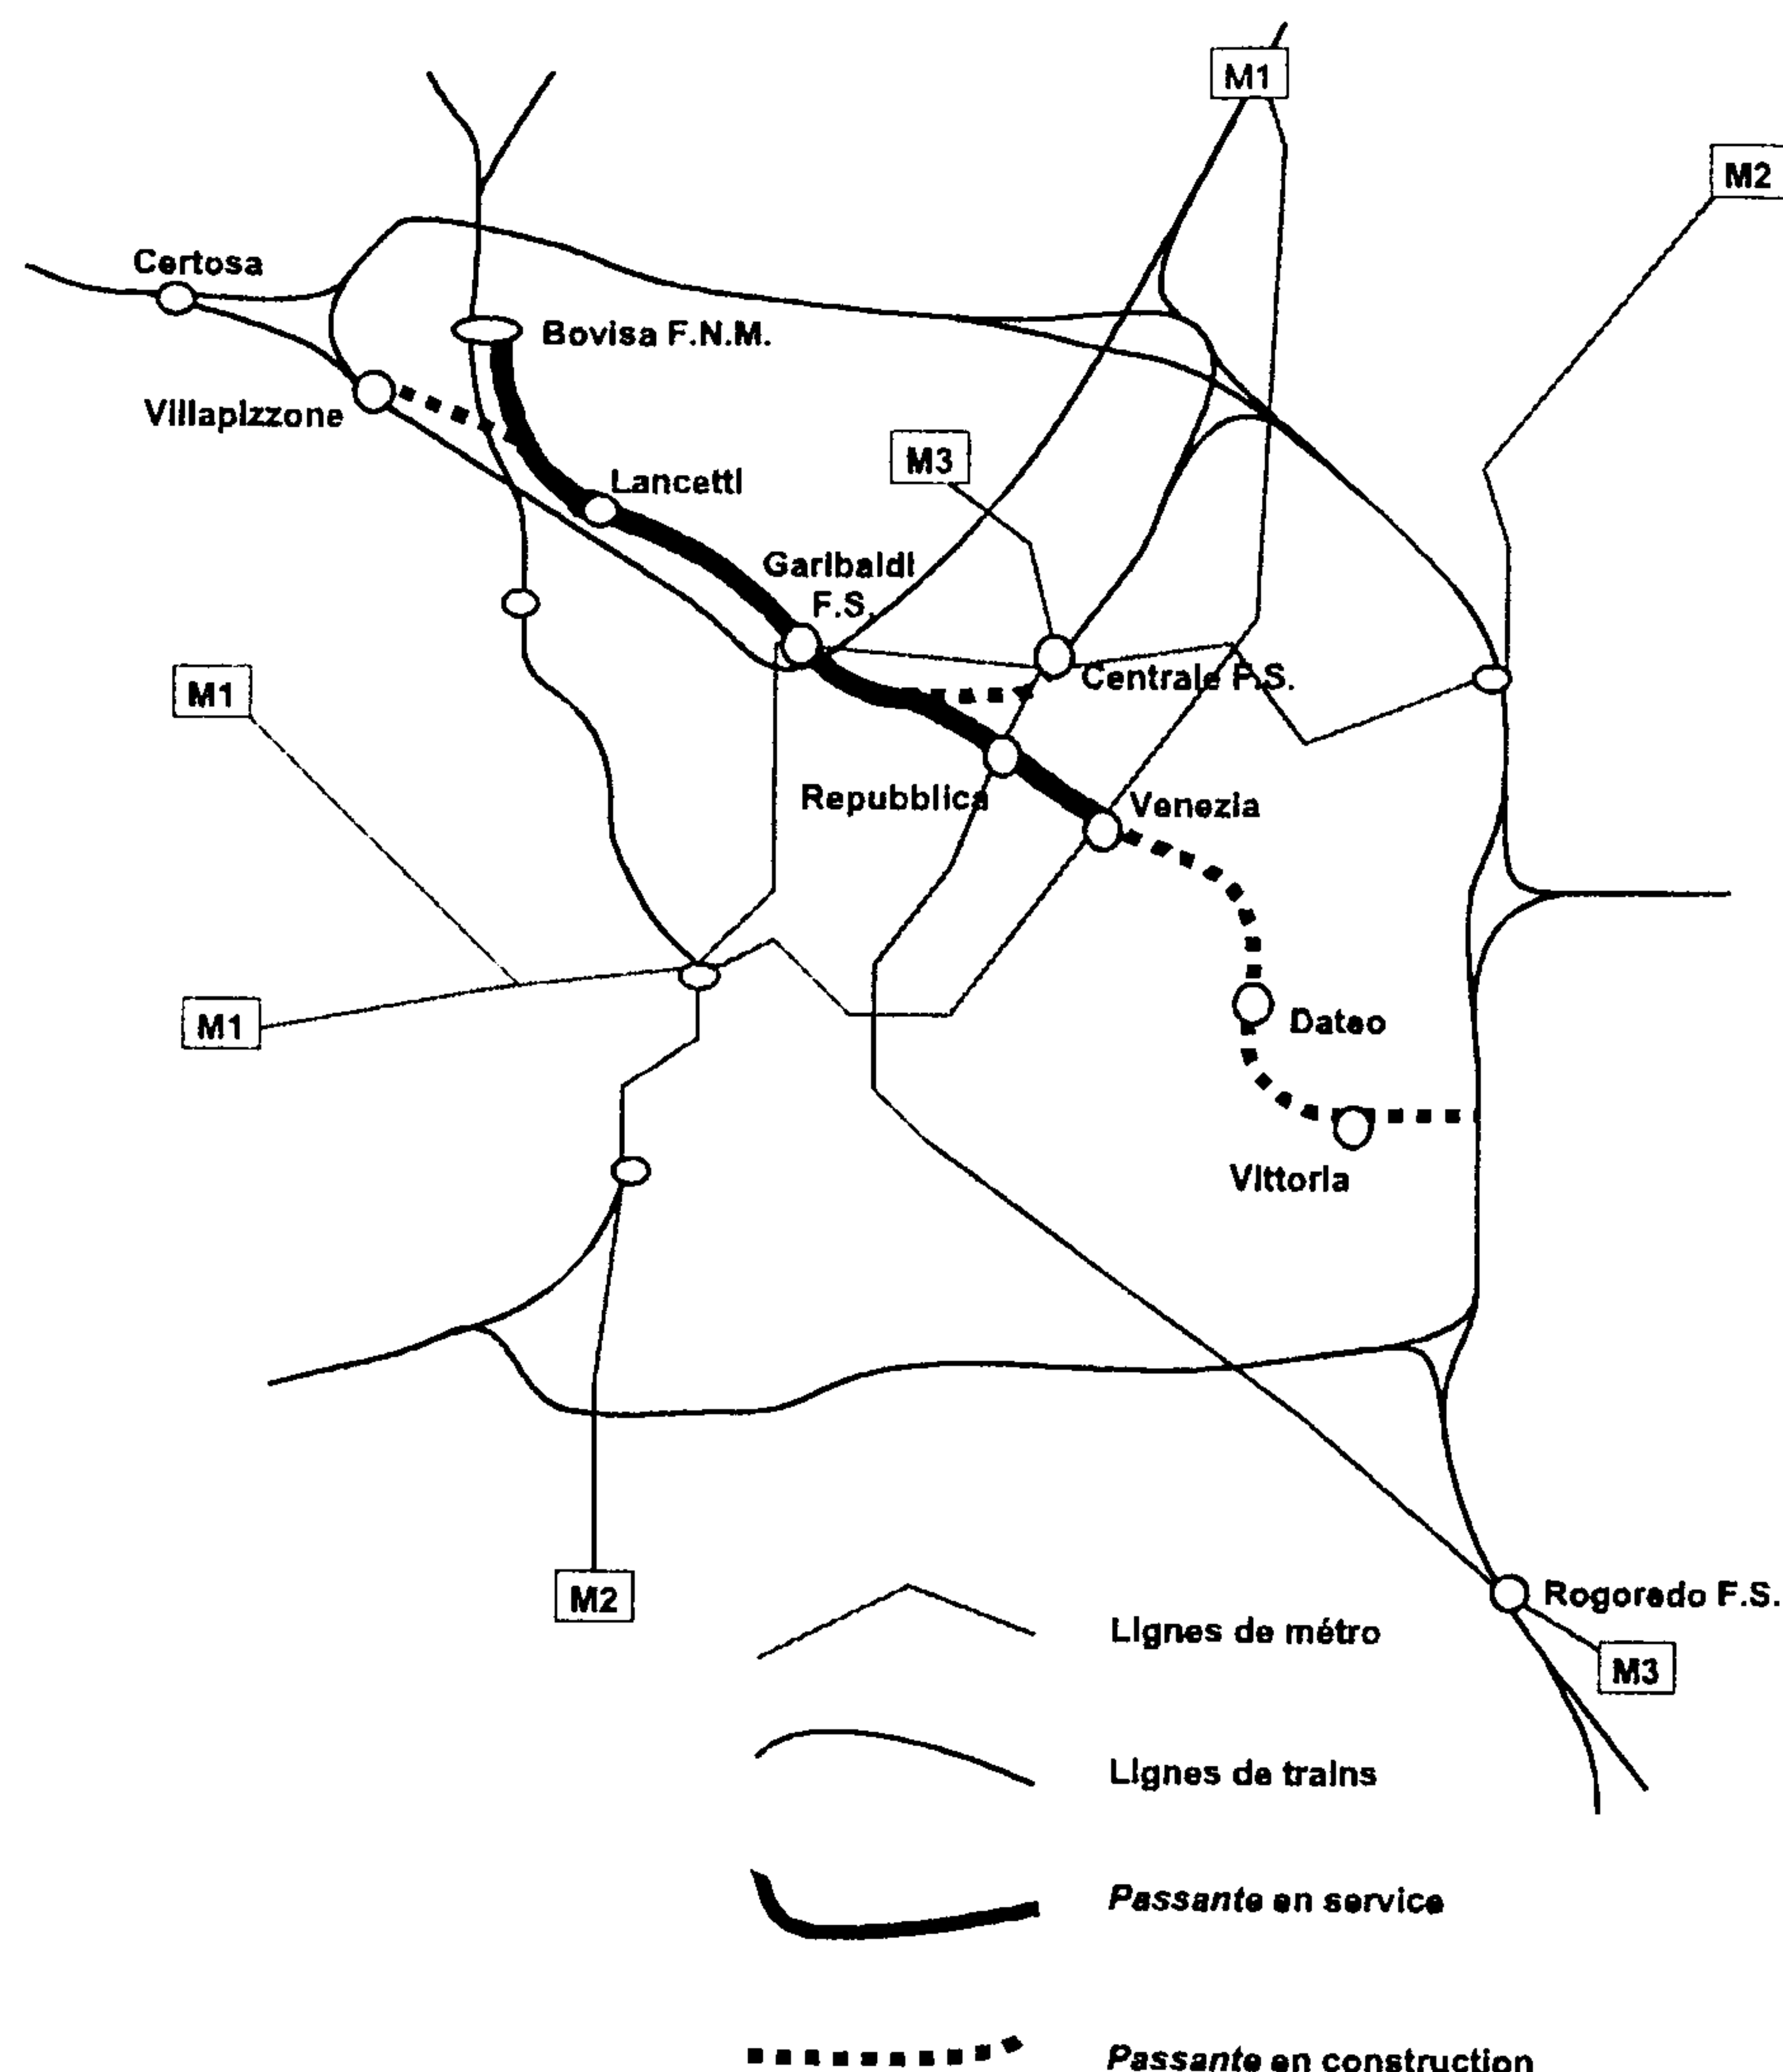 M1
M2
Certosa
Bovisa F.N.M.
Villapizzone
M3
Lancetti
Garibaldi
F.S.
M1
Centrale F.S.
Repubblica
Venezia
M1
Dateo
Vittoria
M2
Rogoredo F.S.
Lignes de métro
M3
Lignes de trains
Passante en service
Passante en construction